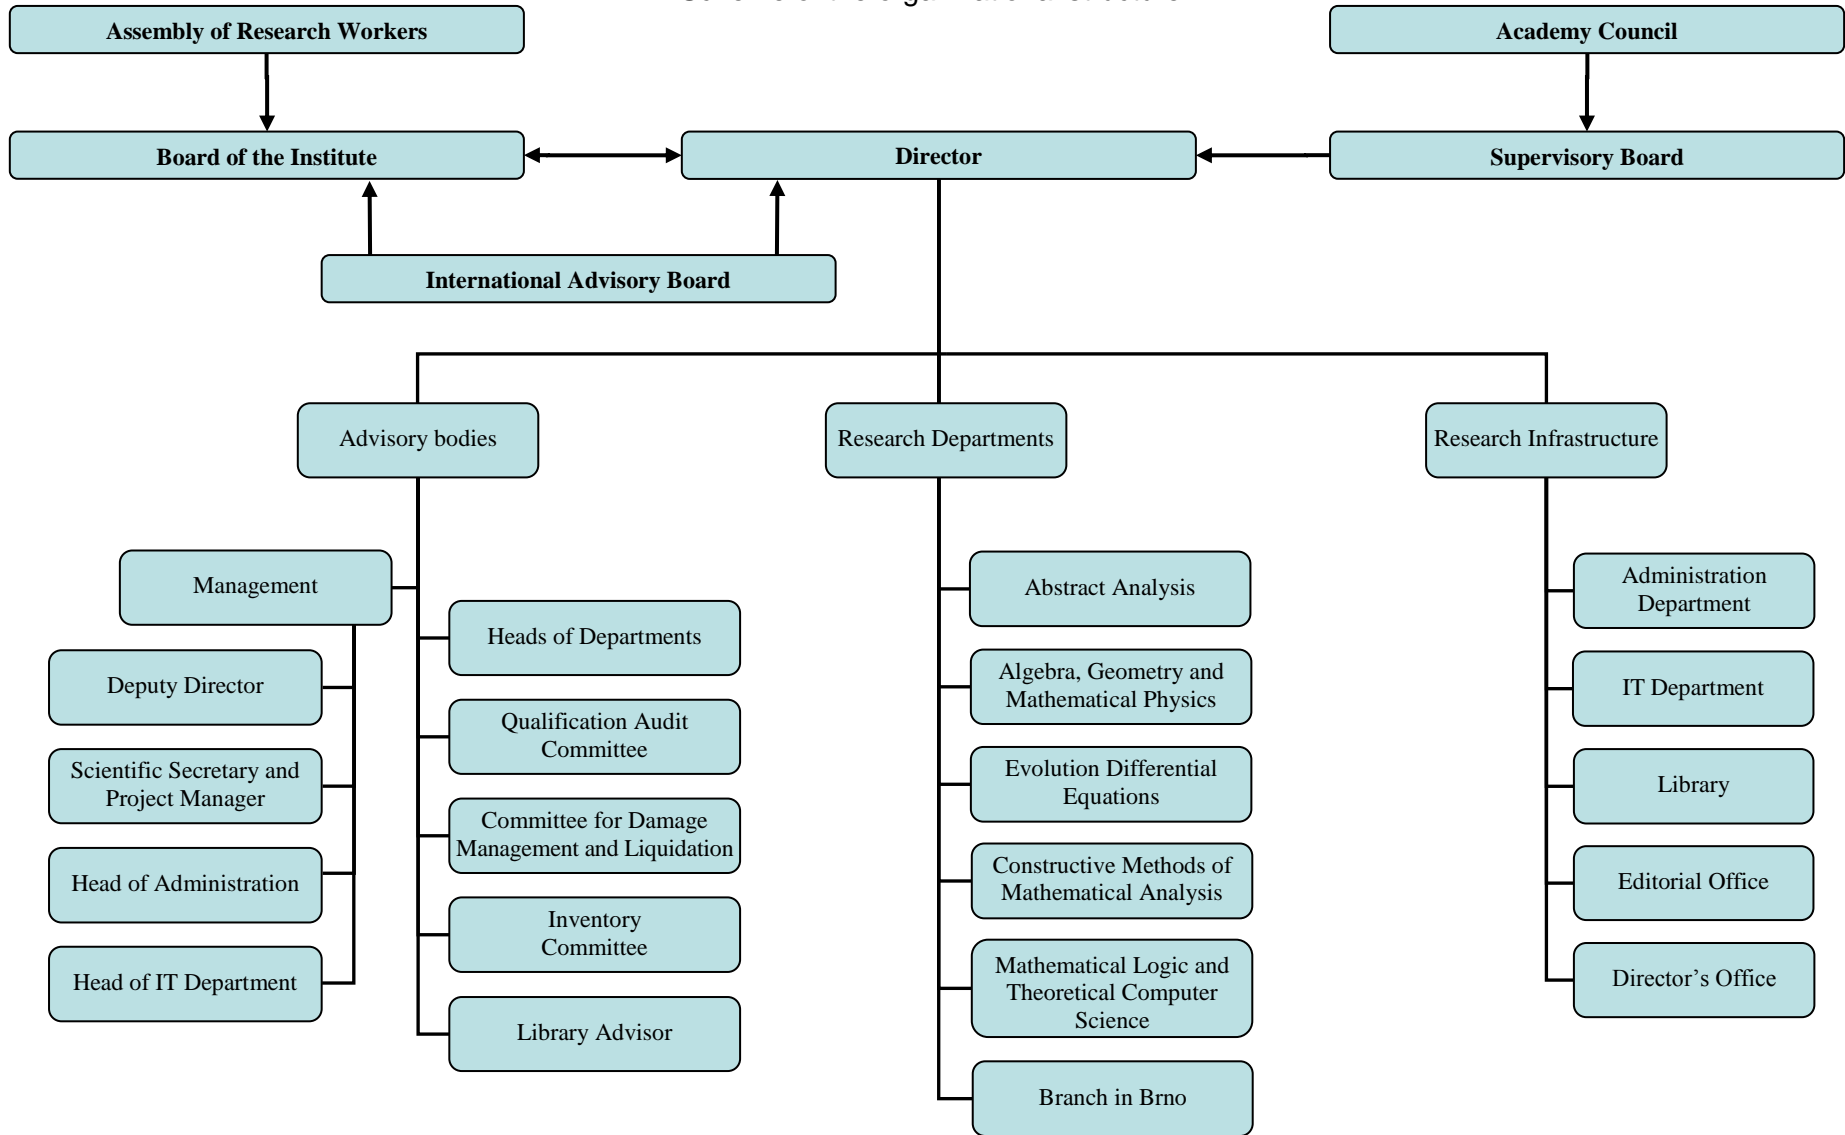 Assembly of Research Workers
Academy Council
Board of the Institute
Director
Supervisory Board
International Advisory Board
Advisory bodies
Research Departments
Research Infrastructure
Management
Deputy Director
Scientific Secretary and
Project Manager
Head of Administration
Head of IT Department
Heads of Departments
Qualification Audit
Committee
Committee for Damage
Management and Liquidation
Inventory
Committee
Library Advisor
Abstract Analysis
Algebra, Geometry and
Mathematical Physics
Evolution Differential
Equations
Constructive Methods of
Mathematical Analysis
Mathematical Logic and
Theoretical Computer
Science
Branch in Brno
Administration
Department
IT Department
Library
Editorial Office
Director’s Office